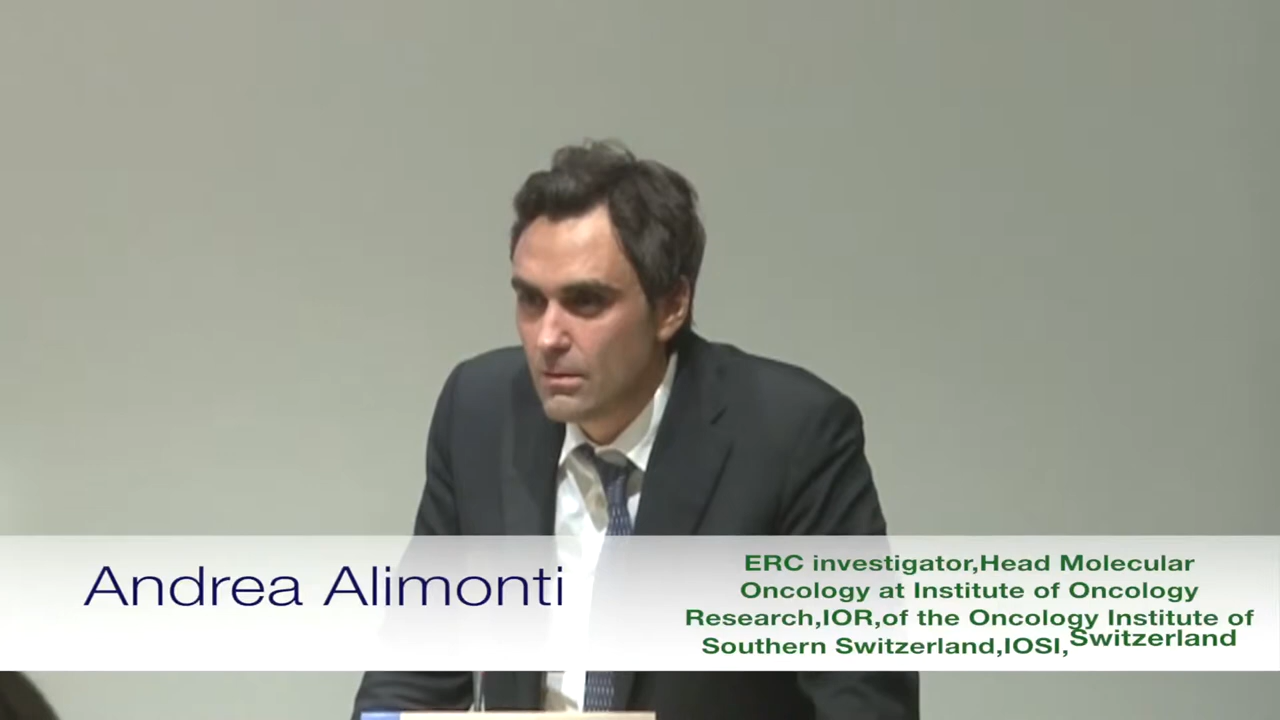 Andrea Alimonti
ERC investigator,Head Molecular
Oncology at Institute of Oncology
Research,IOR,of the Oncology Institute of
Southern Switzerland,IOSI,Switzerland